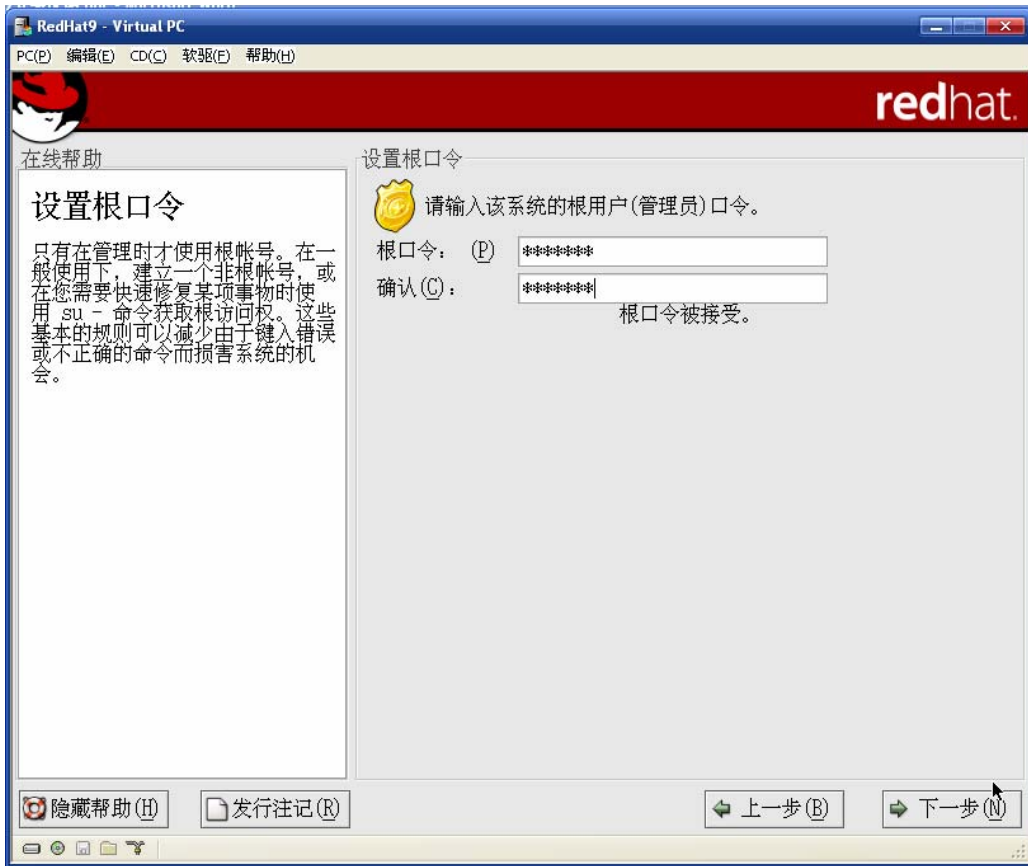 RedHat9 - Virtual PC
PC(P) 编辑(E) CD(C) 软驱(F) 帮助(H)
redhat.
在线帮助
设置根口令
只有在管理时才使用根帐号。在一
般使用下，建立一个非根帐号，或
在您需要快速修复某项事物时使
用 su - 命令获取根访问权。这些
基本的规则可以减少由于键入错误
或不正确的命令而损害系统的机
会。
设置根口令
请输入该系统的根用户(管理员)口令。
根口令： (P) *******
确认(C)： *******
根口令被接受。
隐藏帮助(H) 发行注记(R) 上一步(B) 下一步(N)